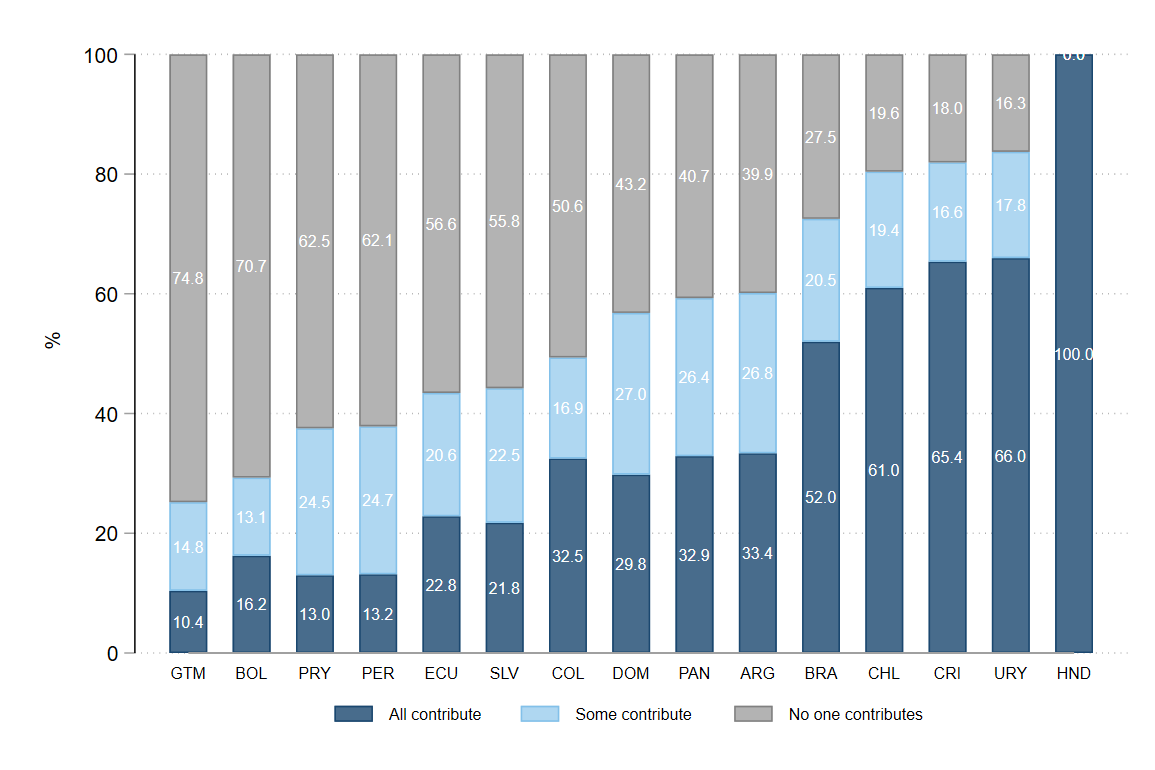 100
80
60
40
20
0
%
74.8 70.7 62.5 62.1 56.6 55.8 50.6 43.2 40.7 39.9 27.5 19.6 18.0 16.3 0.0
14.8 13.1 24.5 24.7 20.6 22.5 16.9 27.0 26.4 26.8 20.5 19.4 16.6 17.8
10.4 16.2 13.0 13.2 22.8 21.8 32.5 29.8 32.9 33.4 52.0 61.0 65.4 66.0 100.0
GTM BOL PRY PER ECU SLV COL DOM PAN ARG BRA CHL CRI URY HND
All contribute Some contribute No one contributes